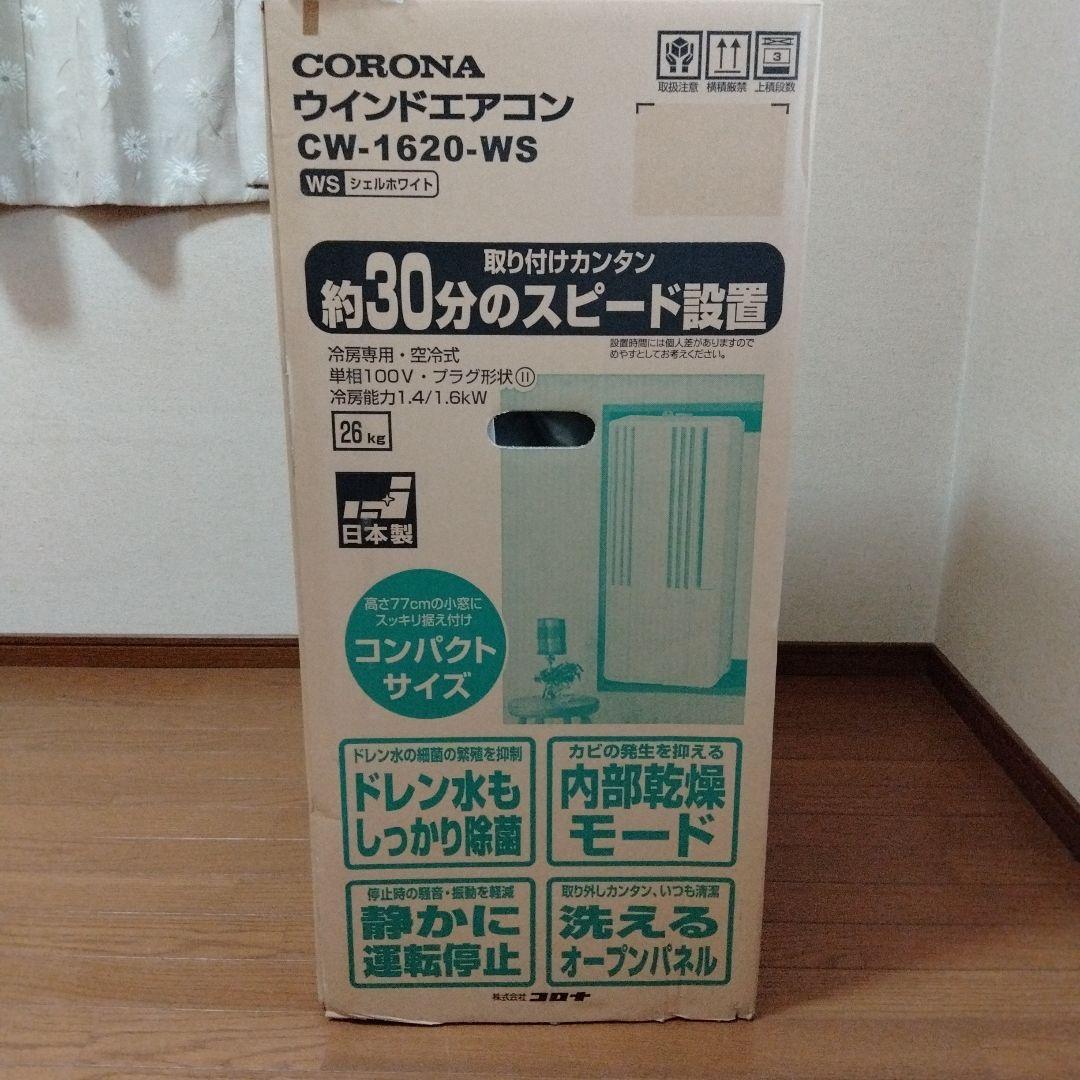 CORONA
ウインドエアコン
CW-1620-WS
WS シェルホワイト
3
取扱注意 横積厳禁 上積段数
取り付けカンタン
約30分のスピード設置
設置時間には個人差がありますので
めやすとしてお考えください。
冷房専用・空冷式
単相100V・プラグ形状
冷房能力1.4/1.6kW
26kg
日本製
高さ77cmの小窓に
スッキリ据え付け
コンパクト
サイズ
ドレン水の細菌の繁殖を抑制
ドレン水も
しっかり除菌
カビの発生を抑える
内部乾燥
モード
停止時の騒音・振動を軽減
静かに
運転停止
取り外しカンタン、いつも清潔
洗える
オープンパネル
株式会社 コロナ